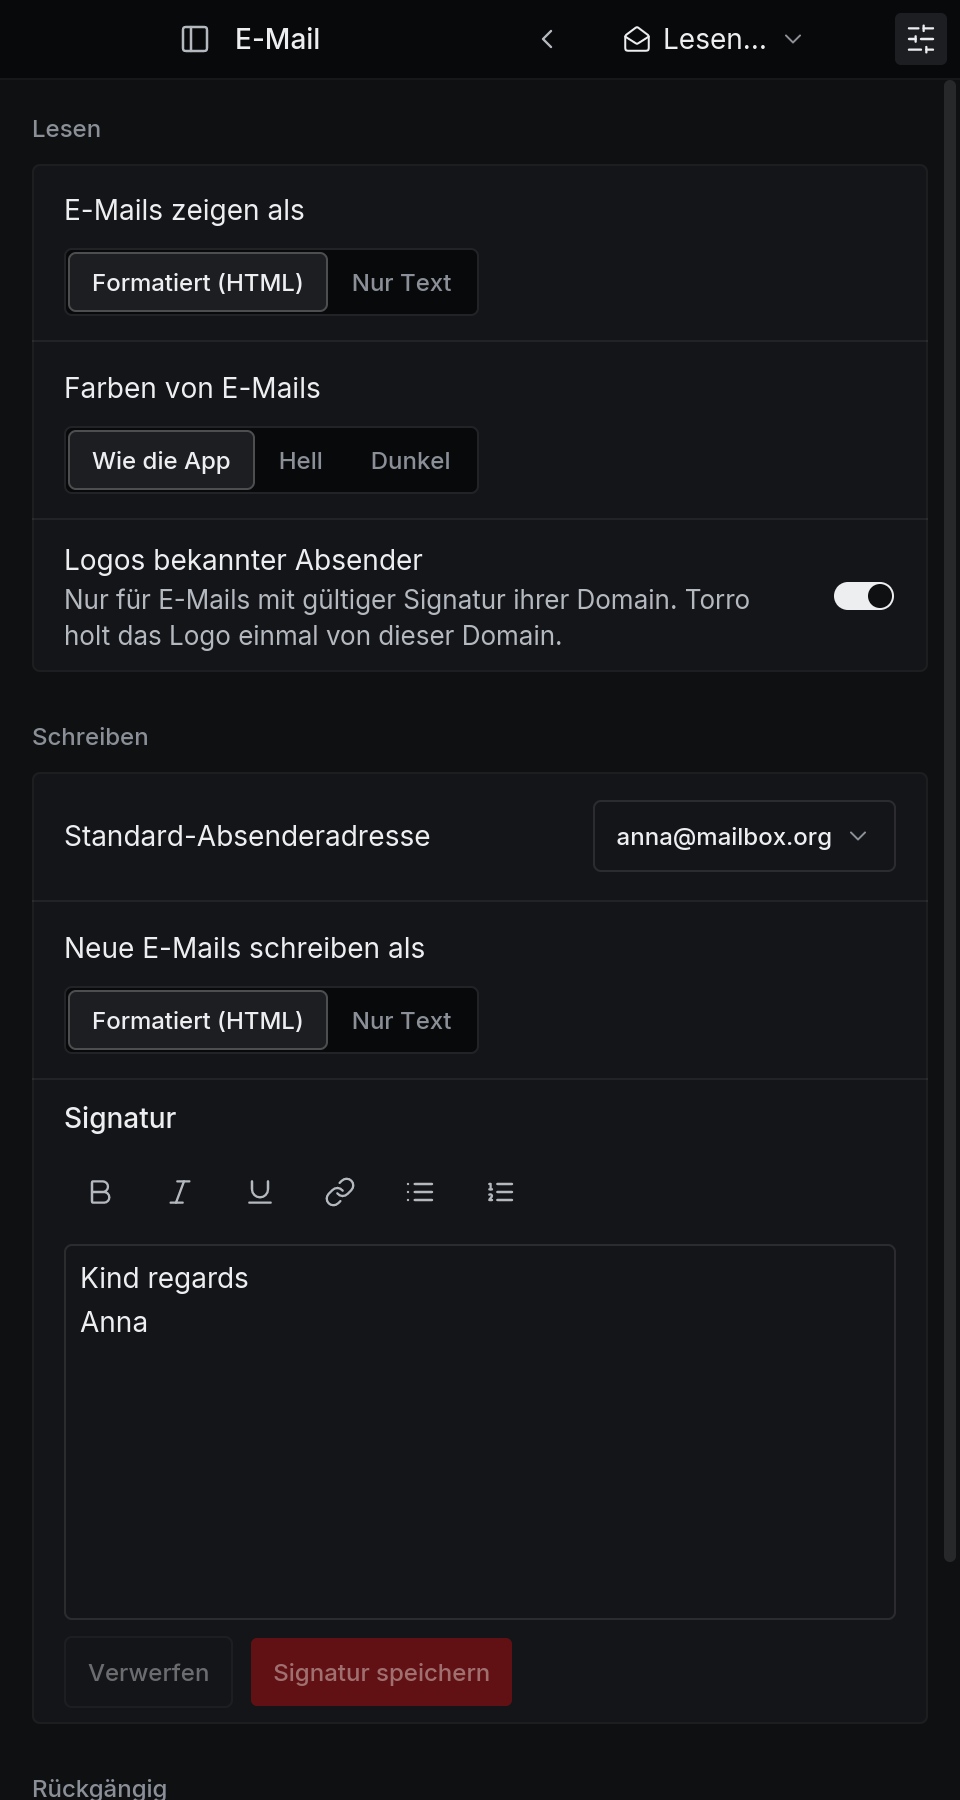 E-Mail
Lesen...
Lesen
E-Mails zeigen als
Formatiert (HTML) Nur Text
Farben von E-Mails
Wie die App Hell Dunkel
Logos bekannter Absender
Nur für E-Mails mit gültiger Signatur ihrer Domain. Torro
holt das Logo einmal von dieser Domain.
Schreiben
Standard-Absenderadresse
anna@mailbox.org
Neue E-Mails schreiben als
Formatiert (HTML) Nur Text
Signatur
Kind regards
Anna
Verwerfen Signatur speichern
Rückgängig